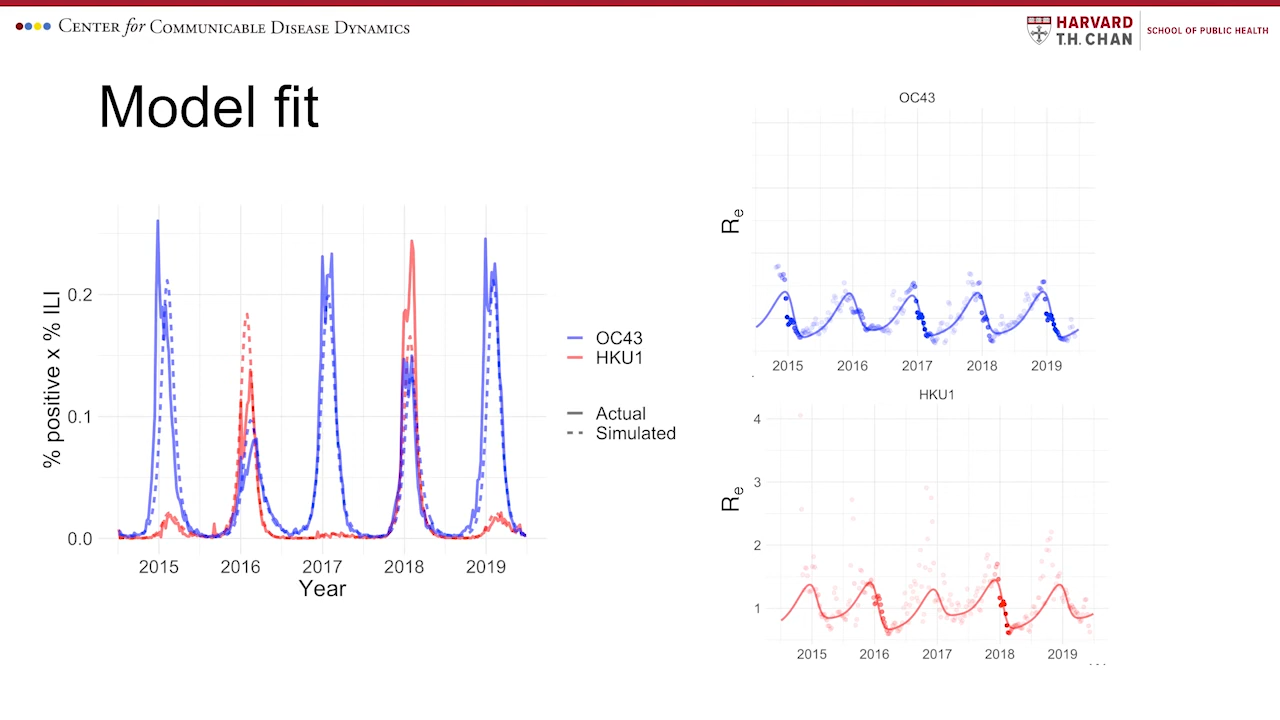 CENTER for COMMUNICABLE DISEASE DYNAMICS
HARVARD
T.H. CHAN
SCHOOL OF PUBLIC HEALTH
Model fit
% positive x % ILI
0.2
0.1
0.0
2015 2016 2017 2018 2019
Year
OC43
HKU1
Actual
Simulated
OC43
Re
2015 2016 2017 2018 2019
HKU1
Re
4
3
2
1
2015 2016 2017 2018 2019